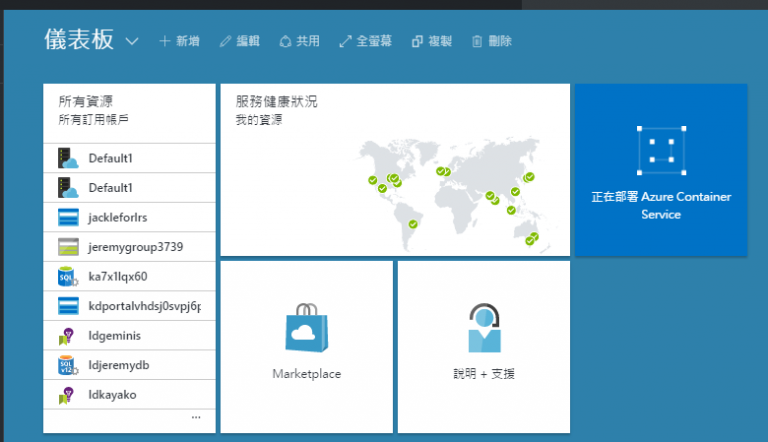 儀表板
新增
編輯
共用
全螢幕
複製
刪除
所有資源
所有訂用帳戶
Default1
Default1
jackleforlrs
jeremygroup3739
ka7x1lqx60
kdportalvhdsj0svpj6p
ldgeminis
ldjeremydb
ldkayako
...
服務健康狀況
我的資源
正在部署 Azure Container
Service
Marketplace
說明 + 支援